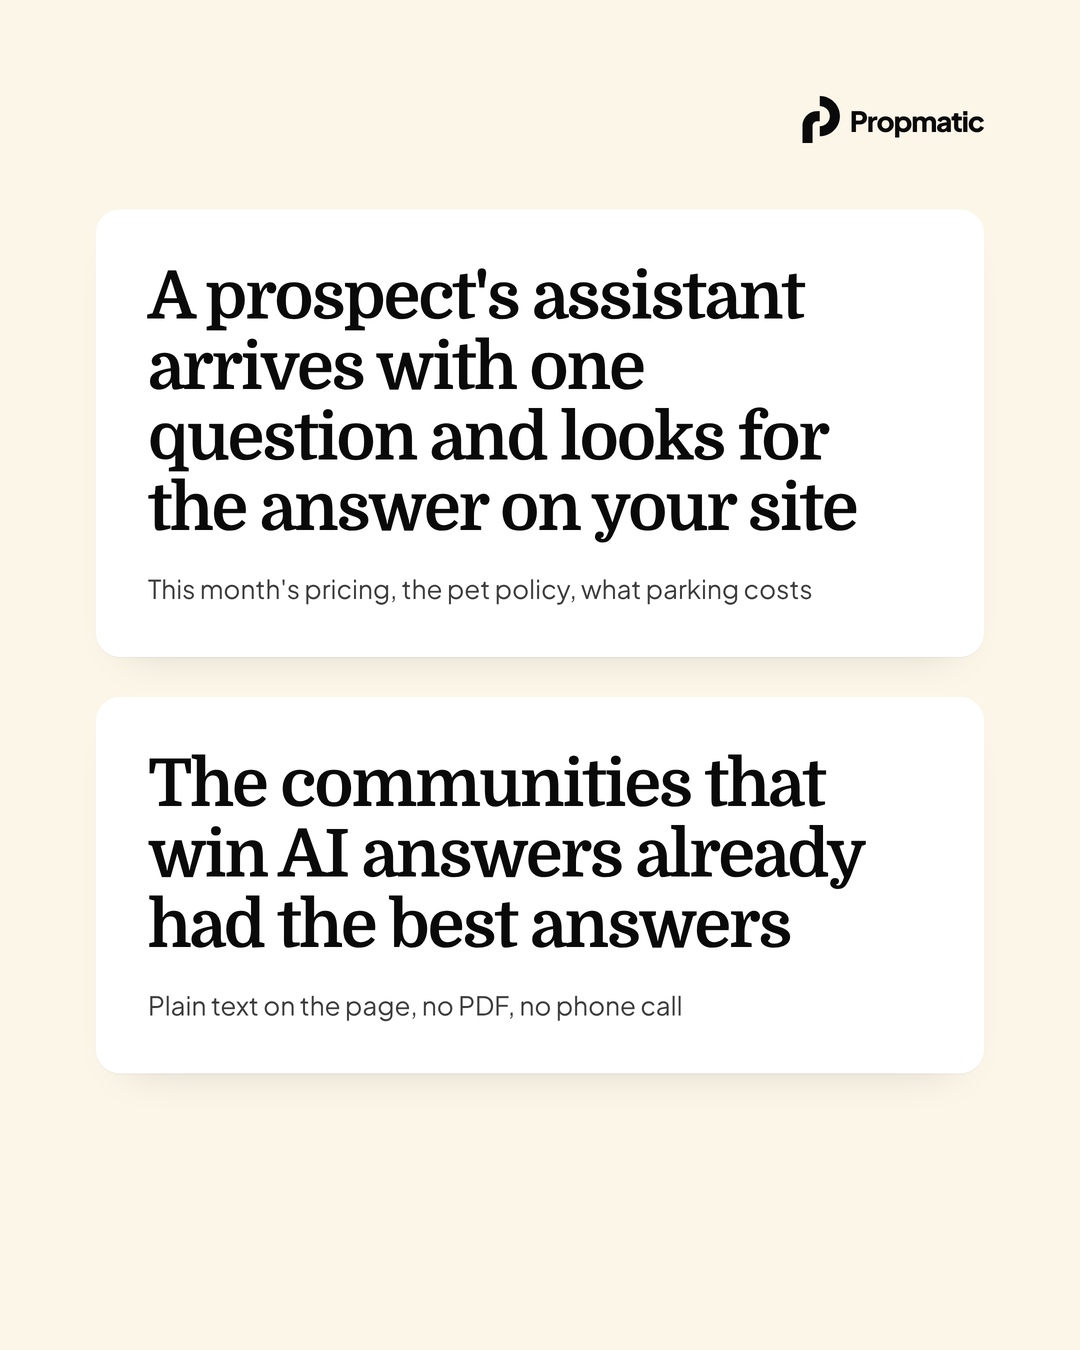 Propmatic
A prospect's assistant
arrives with one
question and looks for
the answer on your site
This month's pricing, the pet policy, what parking costs
The communities that
win AI answers already
had the best answers
Plain text on the page, no PDF, no phone call